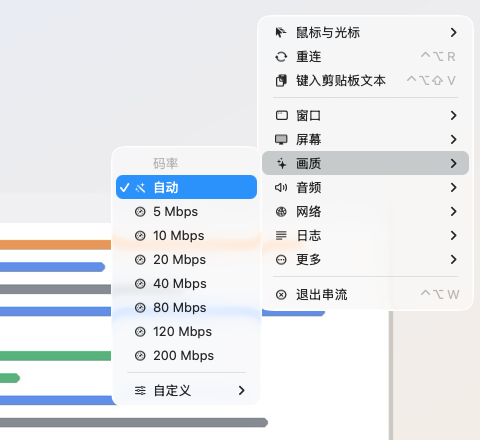 鼠标与光标
重连 ⌃⌥R
键入剪贴板文本 ⌃⌥⇧V
窗口
屏幕
画质
音频
网络
日志
更多
退出串流 ⌃⌥W
码率
自动
5 Mbps
10 Mbps
20 Mbps
40 Mbps
80 Mbps
120 Mbps
200 Mbps
自定义